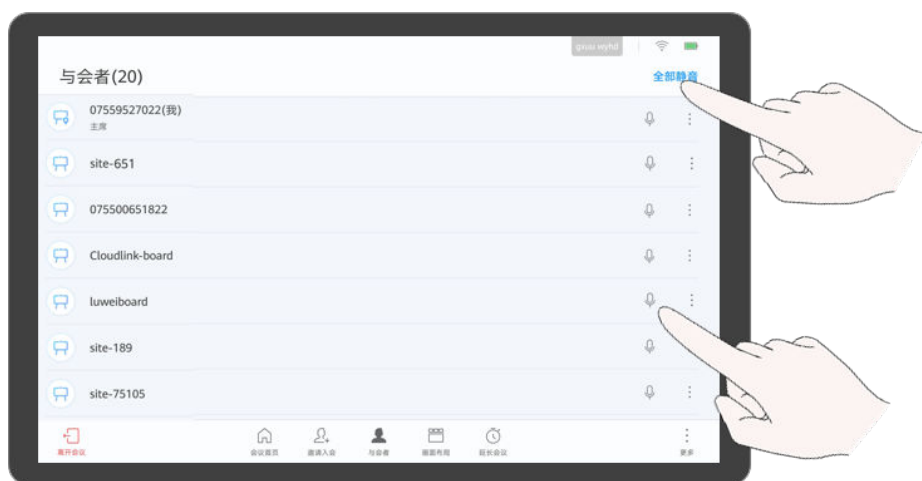 与会者(20)
全部静音
07559527022(我)
主席
site-651
075500651822
Cloudlink-board
luweiboard
site-189
site-75105
离开会议
会议首页
邀请入会
与会者
画面布局
延长会议
更多